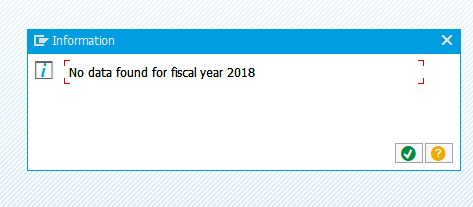 Information
No data found for fiscal year 2018